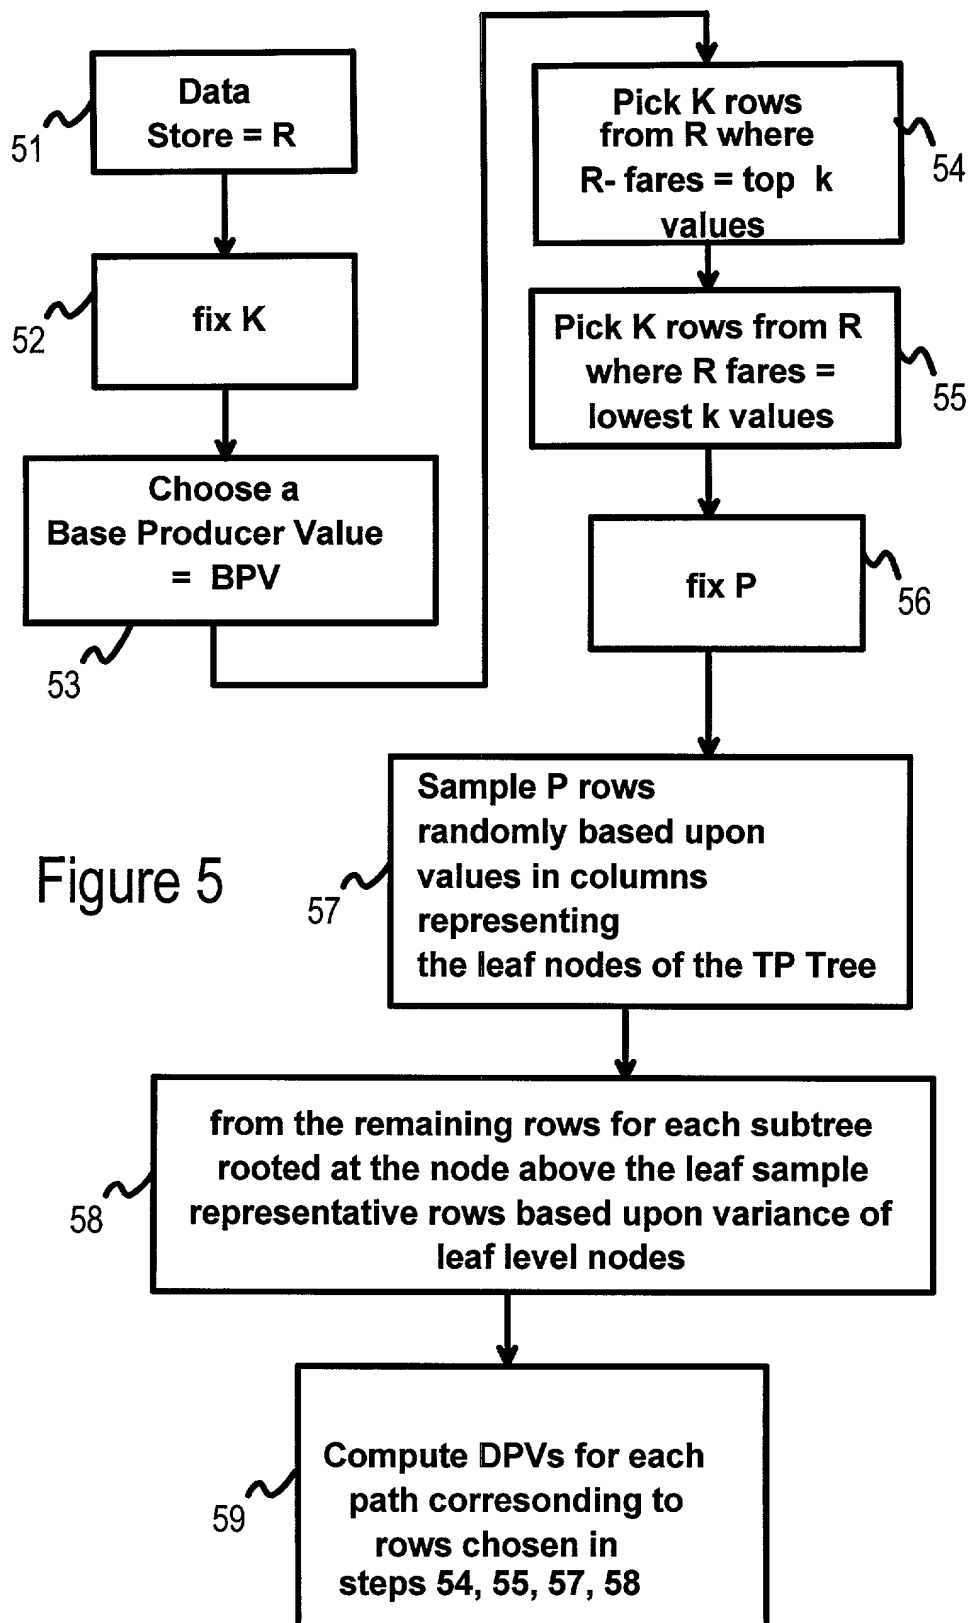 Data
Store = R
51
fix K
52
Choose a
Base Producer Value
= BPV
53
Pick K rows
from R where
R- fares = top k
values
54
Pick K rows from R
where R fares =
lowest k values
55
fix P
56
Sample P rows
randomly based upon
values in columns
representing
the leaf nodes of the TP Tree
57
Figure 5
from the remaining rows for each subtree
rooted at the node above the leaf sample
representative rows based upon variance of
leaf level nodes
58
Compute DPVs for each
path corresonding to
rows chosen in
steps 54, 55, 57, 58
59